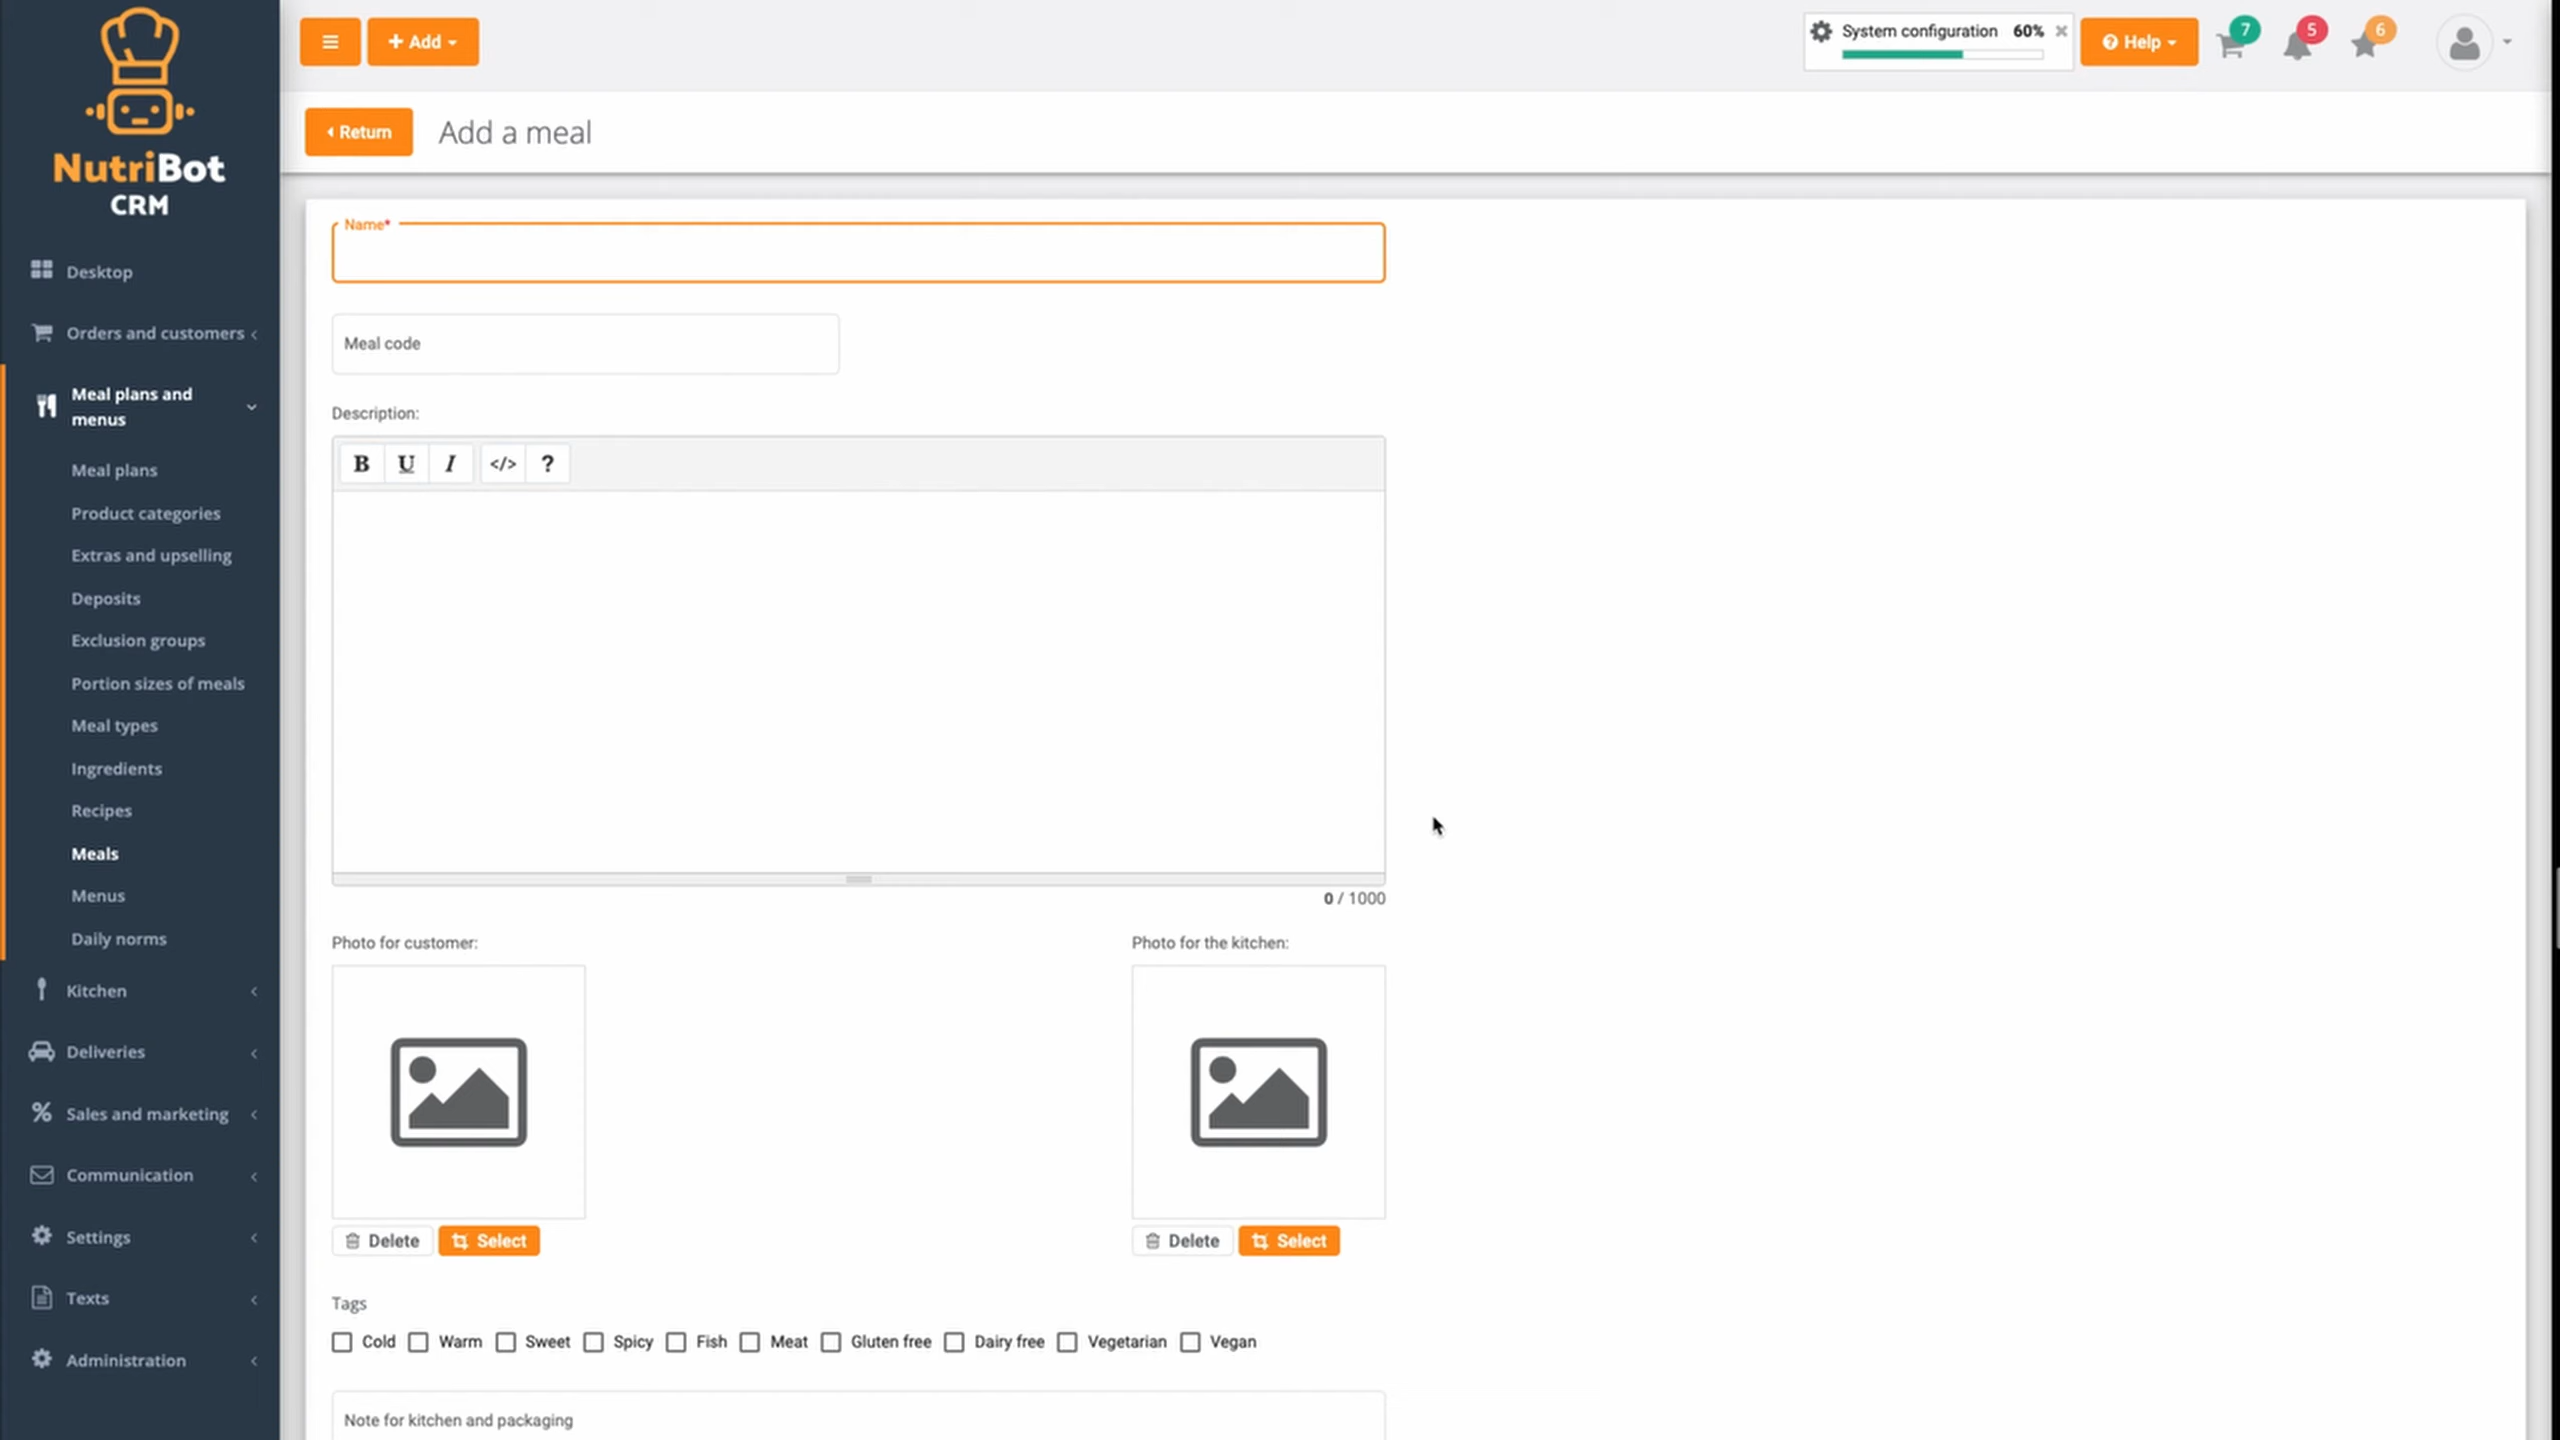 NutriBot
CRM
Desktop
Orders and customers
Meal plans and
menus
Meal plans
Product categories
Extras and upselling
Deposits
Exclusion groups
Portion sizes of meals
Meal types
Ingredients
Recipes
Meals
Menus
Daily norms
Kitchen
Deliveries
Sales and marketing
Communication
Settings
Texts
Administration
+ Add
System configuration 60%
Help
7
5
6
Return
Add a meal
Name*
Meal code
Description:
B U I </> ?
0 / 1000
Photo for customer:
Photo for the kitchen:
Delete Select
Delete Select
Tags
Cold Warm Sweet Spicy Fish Meat Gluten free Dairy free Vegetarian Vegan
Note for kitchen and packaging